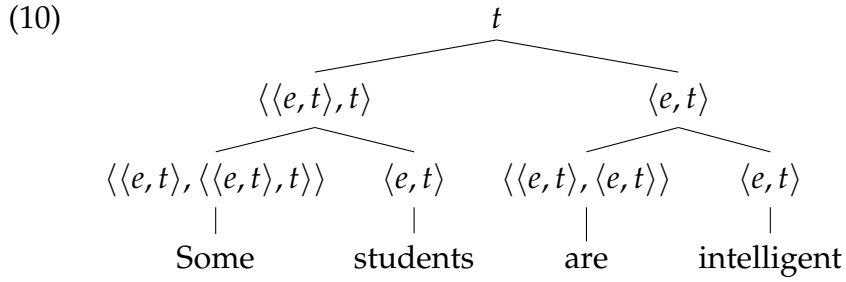 (10) t
⟨⟨e, t⟩, t⟩ ⟨e, t⟩
⟨⟨e, t⟩, ⟨⟨e, t⟩, t⟩⟩ ⟨e, t⟩ ⟨⟨e, t⟩, ⟨e, t⟩⟩ ⟨e, t⟩
Some students are intelligent